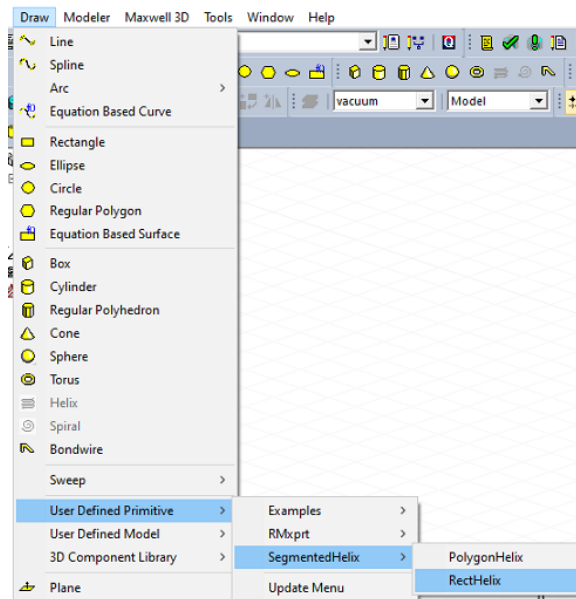 Draw Modeler Maxwell 3D Tools Window Help
Line
Spline
Arc
Equation Based Curve
vacuum
Model
Rectangle
Ellipse
Circle
Regular Polygon
Equation Based Surface
Box
Cylinder
Regular Polyhedron
Cone
Sphere
Torus
Helix
Spiral
Bondwire
Sweep
User Defined Primitive
User Defined Model
3D Component Library
Plane
Examples
RMxprt
SegmentedHelix
Update Menu
PolygonHelix
RectHelix